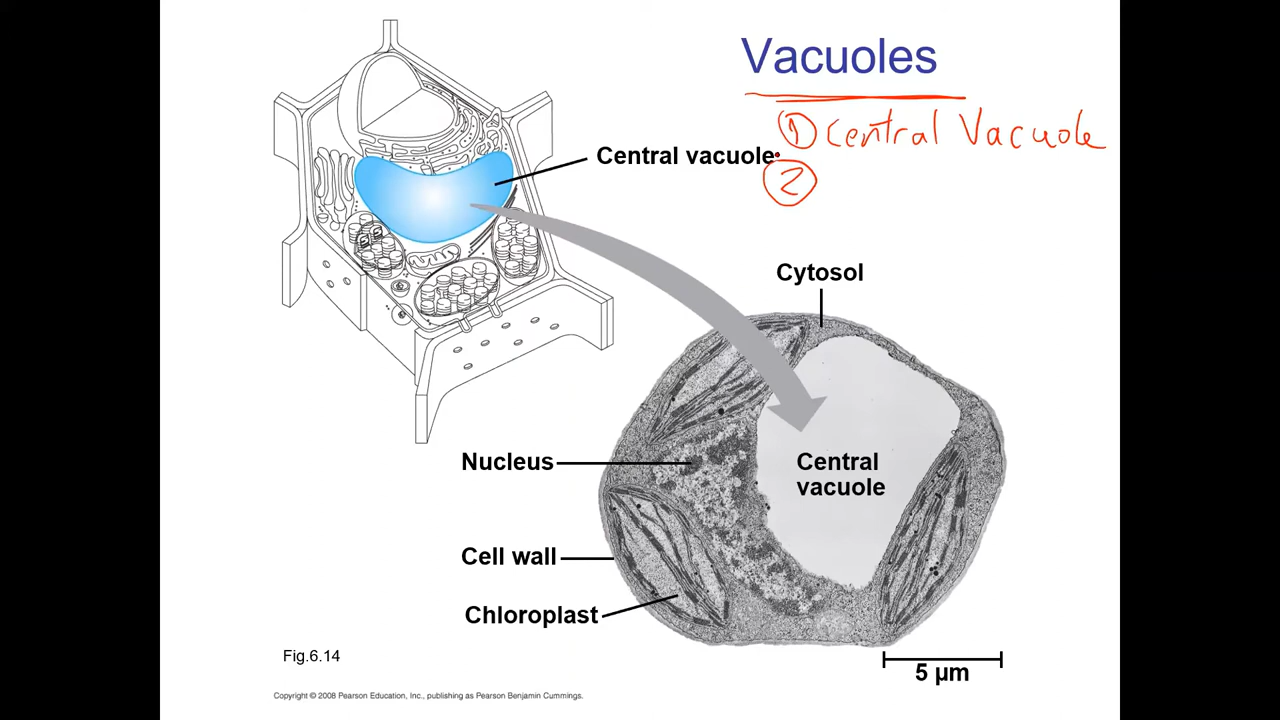 Vacuoles
① Central Vacuole
Central vacuole
②
Cytosol
Nucleus
Central
vacuole
Cell wall
Chloroplast
Fig.6.14
5 µm
Copyright © 2008 Pearson Education, Inc., publishing as Pearson Benjamin Cummings.